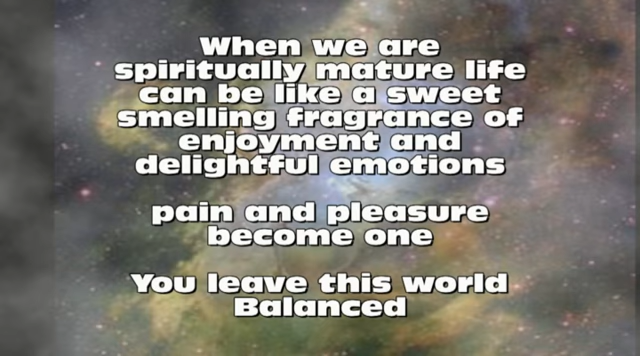 When we are
spiritually mature life
can be like a sweet
smelling fragrance of
enjoyment and
delightful emotions
pain and pleasure
become one
You leave this world
Balanced